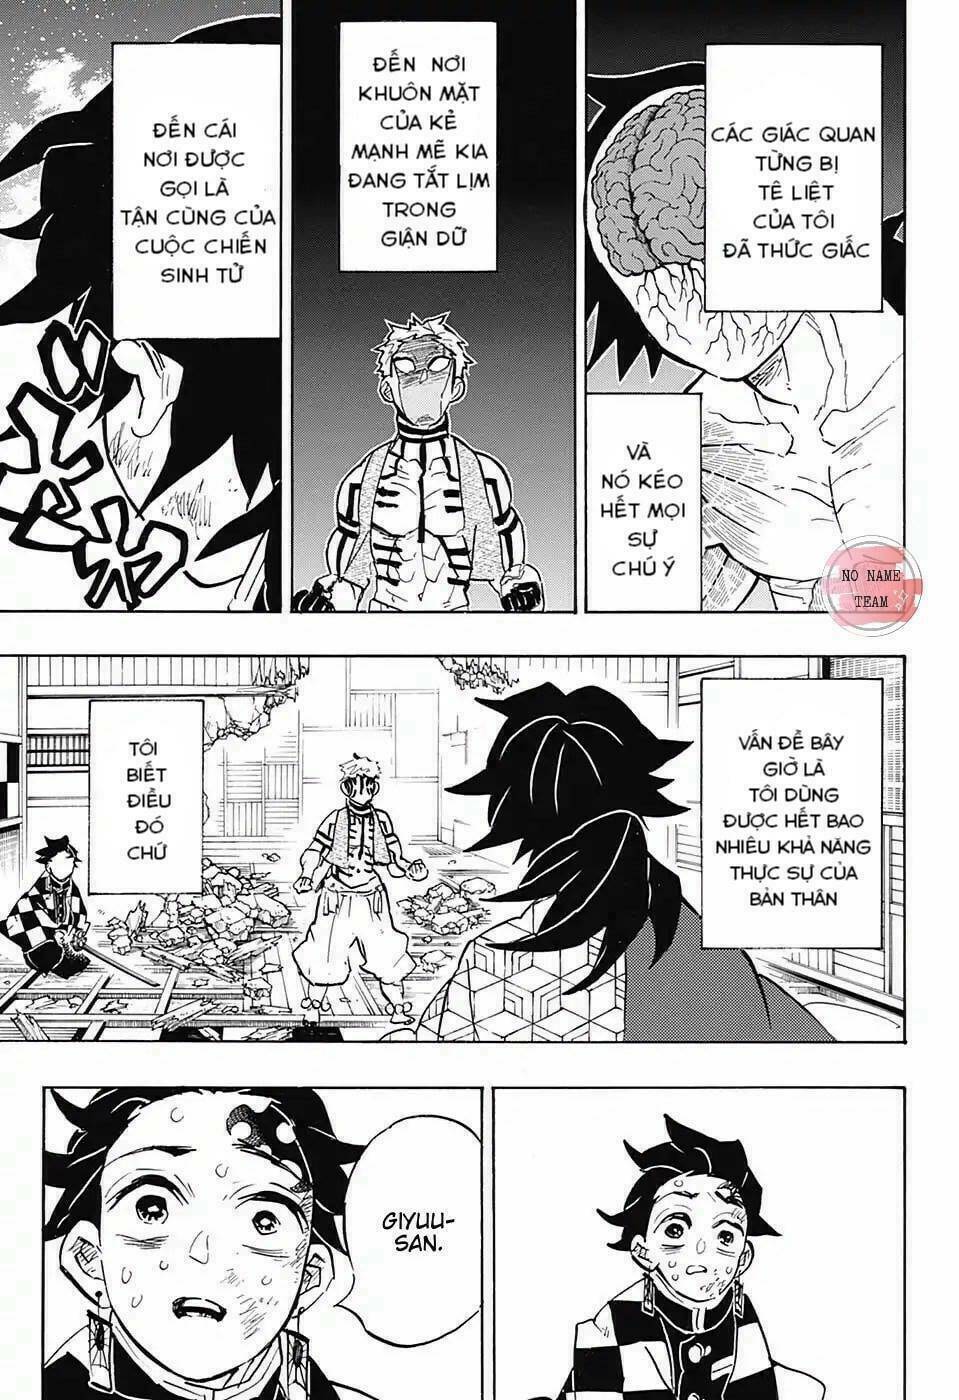 CÁC GIÁC QUAN
TỪNG BỊ
TÊ LIỆT
CỦA TÔI
ĐÃ THỨC GIẤC
VÀ
NÓ KÉO
HẾT MỌI
SỰ
CHÚ Ý
ĐẾN NƠI
KHUÔN MẶT
CỦA KẺ
MẠNH MẼ KIA
ĐANG TẮT LỊM
TRONG
GIẬN DỮ
ĐẾN CÁI
NƠI ĐƯỢC
GỌI LÀ
TẬN CÙNG CỦA
CUỘC CHIẾN
SINH TỬ
NO NAME
TEAM
VẤN ĐỀ BÂY
GIỜ LÀ
TÔI DÙNG
ĐƯỢC HẾT BAO
NHIÊU KHẢ NĂNG
THỰC SỰ CỦA
BẢN THÂN
TÔI
BIẾT
ĐIỀU
ĐÓ
CHỨ
GIYUU-
SAN.